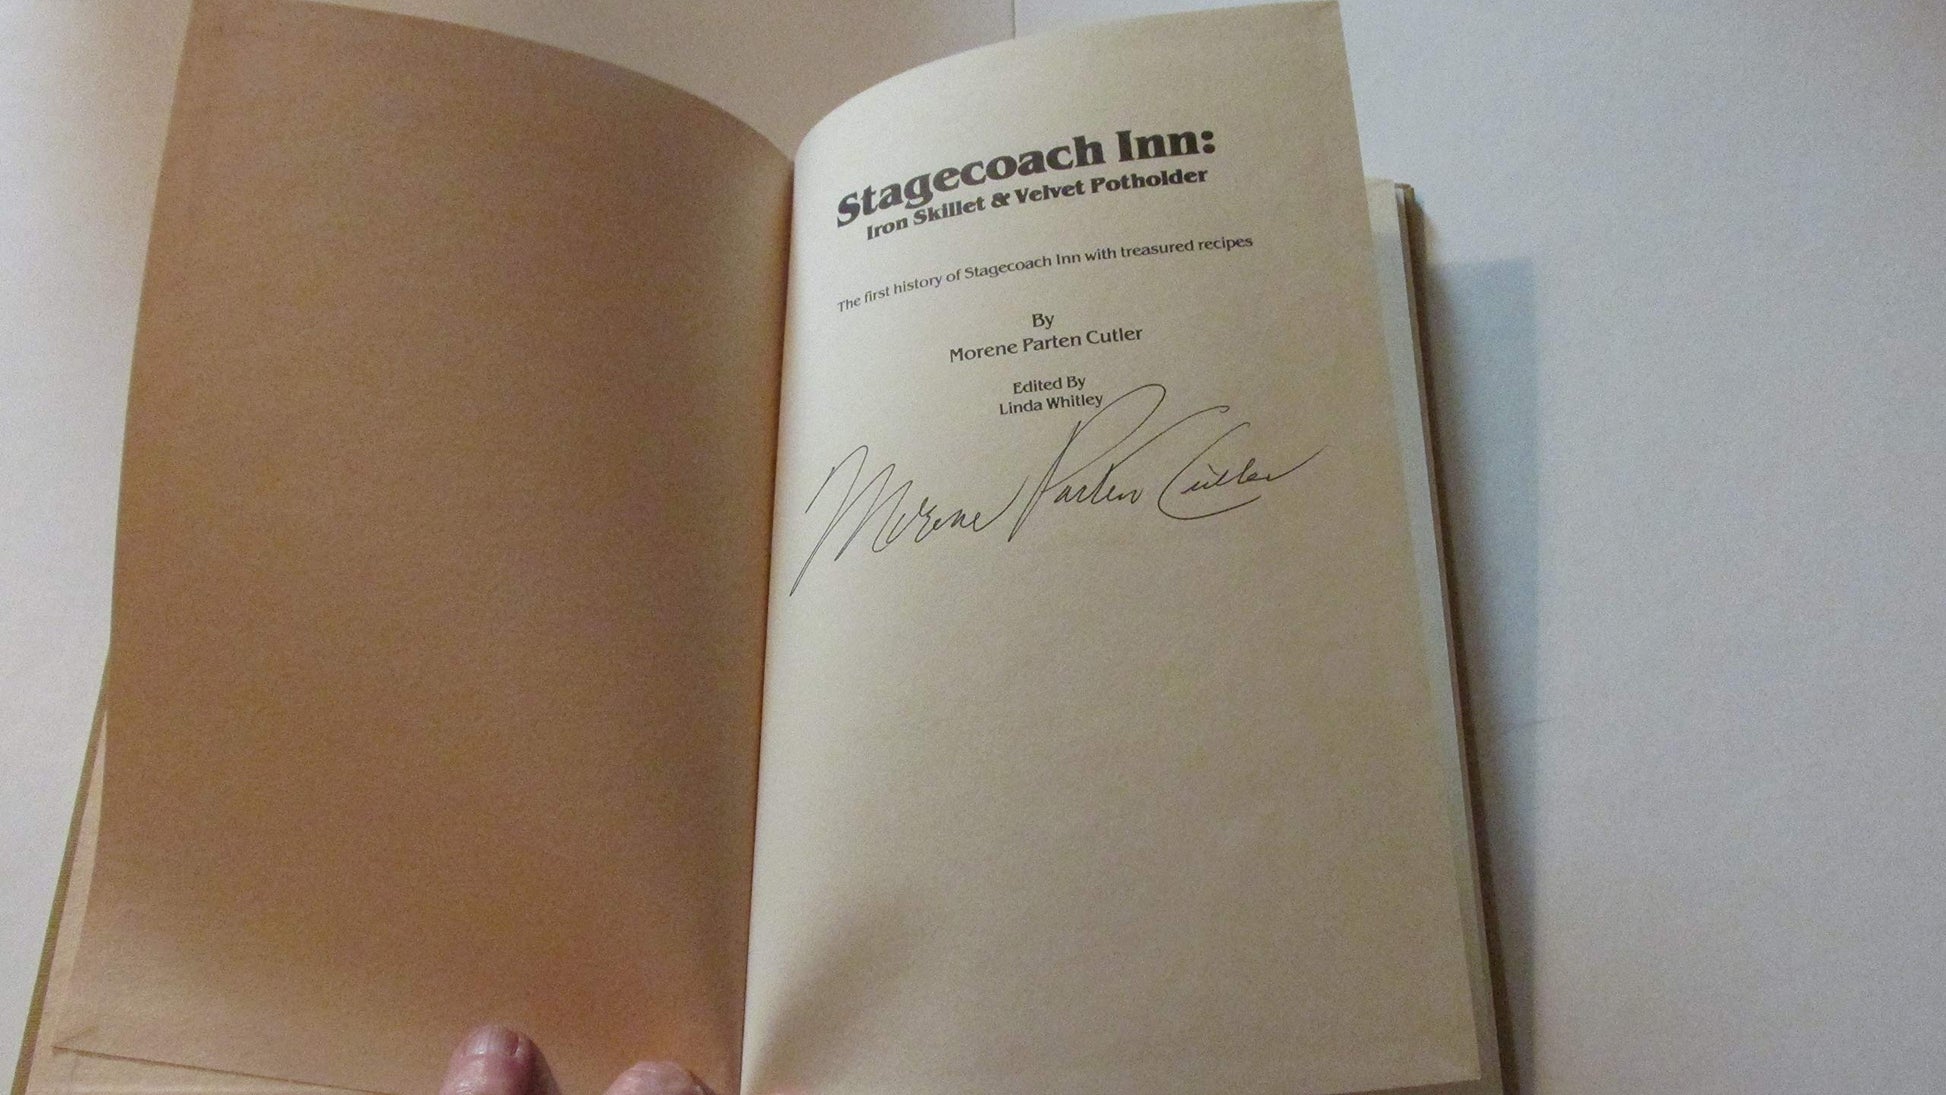 Stagecoach Inn:
Iron Skillet & Velvet Potholder
The first history of Stagecoach Inn with treasured recipes
By
Morene Parten Cutler
Edited By
Linda Whitley
Morene Parten Cutler